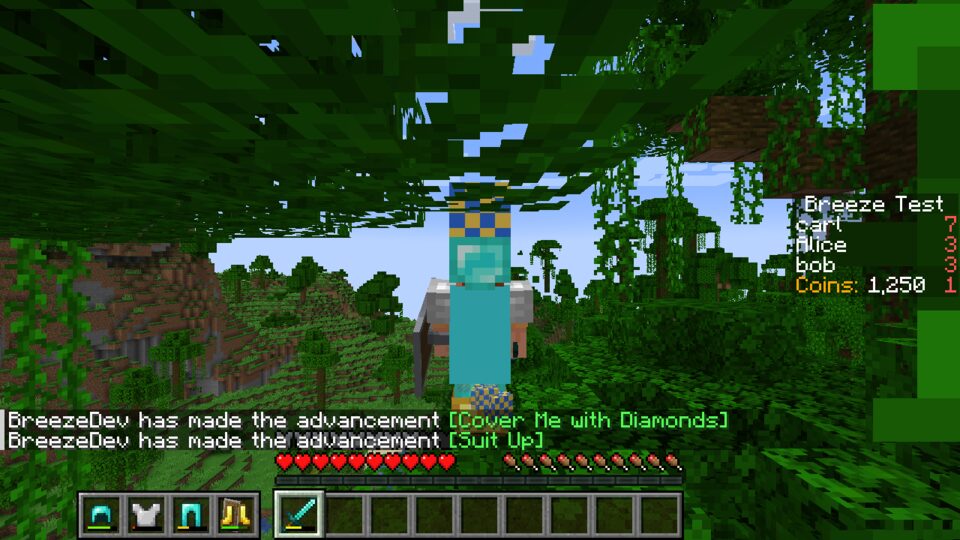 Breeze Test
carl 7
Alice 3
bob 3
Coins: 1,250 1
BreezeDev has made the advancement [Cover Me with Diamonds]
BreezeDev has made the advancement [Suit Up]